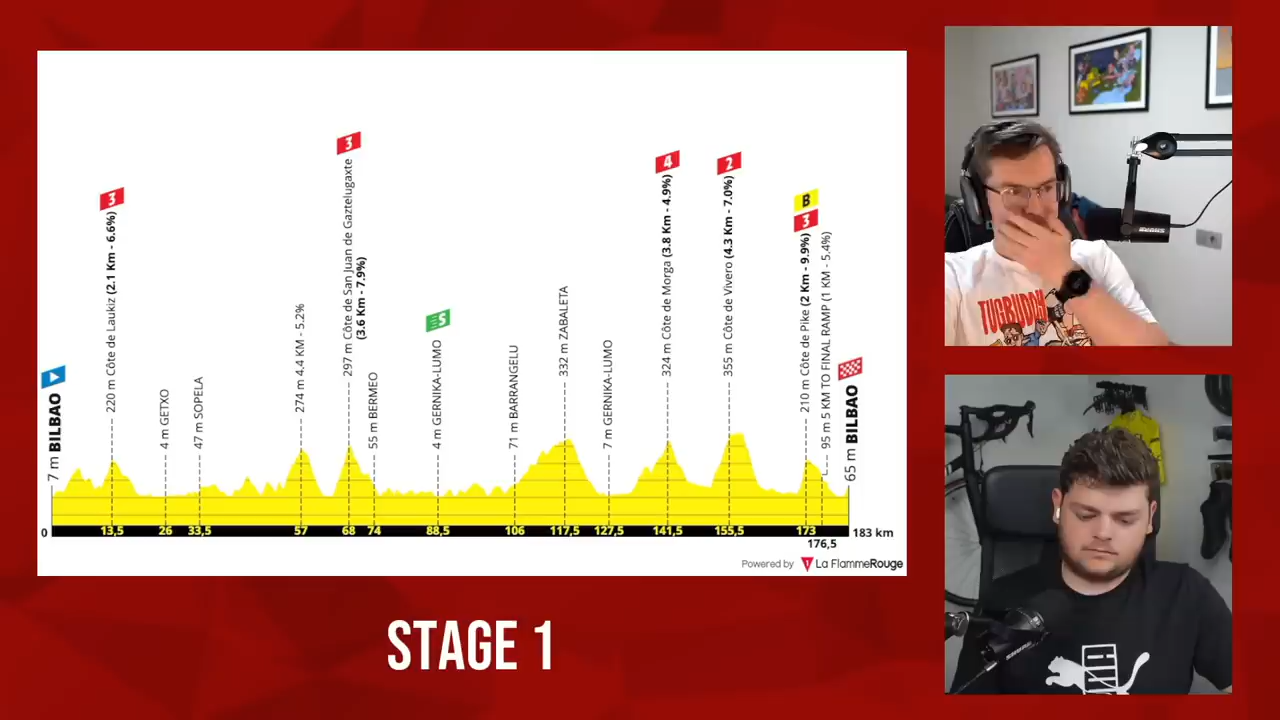 3
220 m Côte de Laukiz (2.1 Km - 6.6%)
4 m GETXO
47 m SOPELA
274 m 4.4 KM - 5.2%
3
297 m Côte de San Juan de Gaztelugaxte
(3.6 Km - 7.9%)
55 m BERMEO
S
4 m GERNIKA-LUMO
71 m BARRANGELU
332 m ZABALETA
7 m GERNIKA-LUMO
4
324 m Côte de Morga (3.8 Km - 4.9%)
2
355 m Côte de Vivero (4.3 Km - 7.0%)
B
3
210 m Côte de Pike (2 Km - 9.9%)
95 m 5 KM TO FINAL RAMP (1 KM - 5.4%)
7 m BILBAO
65 m BILBAO
0 13,5 26 33,5 57 68 74 88,5 106 117,5 127,5 141,5 155,5 173 183 km
176,5
Powered by La FlammeRouge
STAGE 1
TUGBUDDY